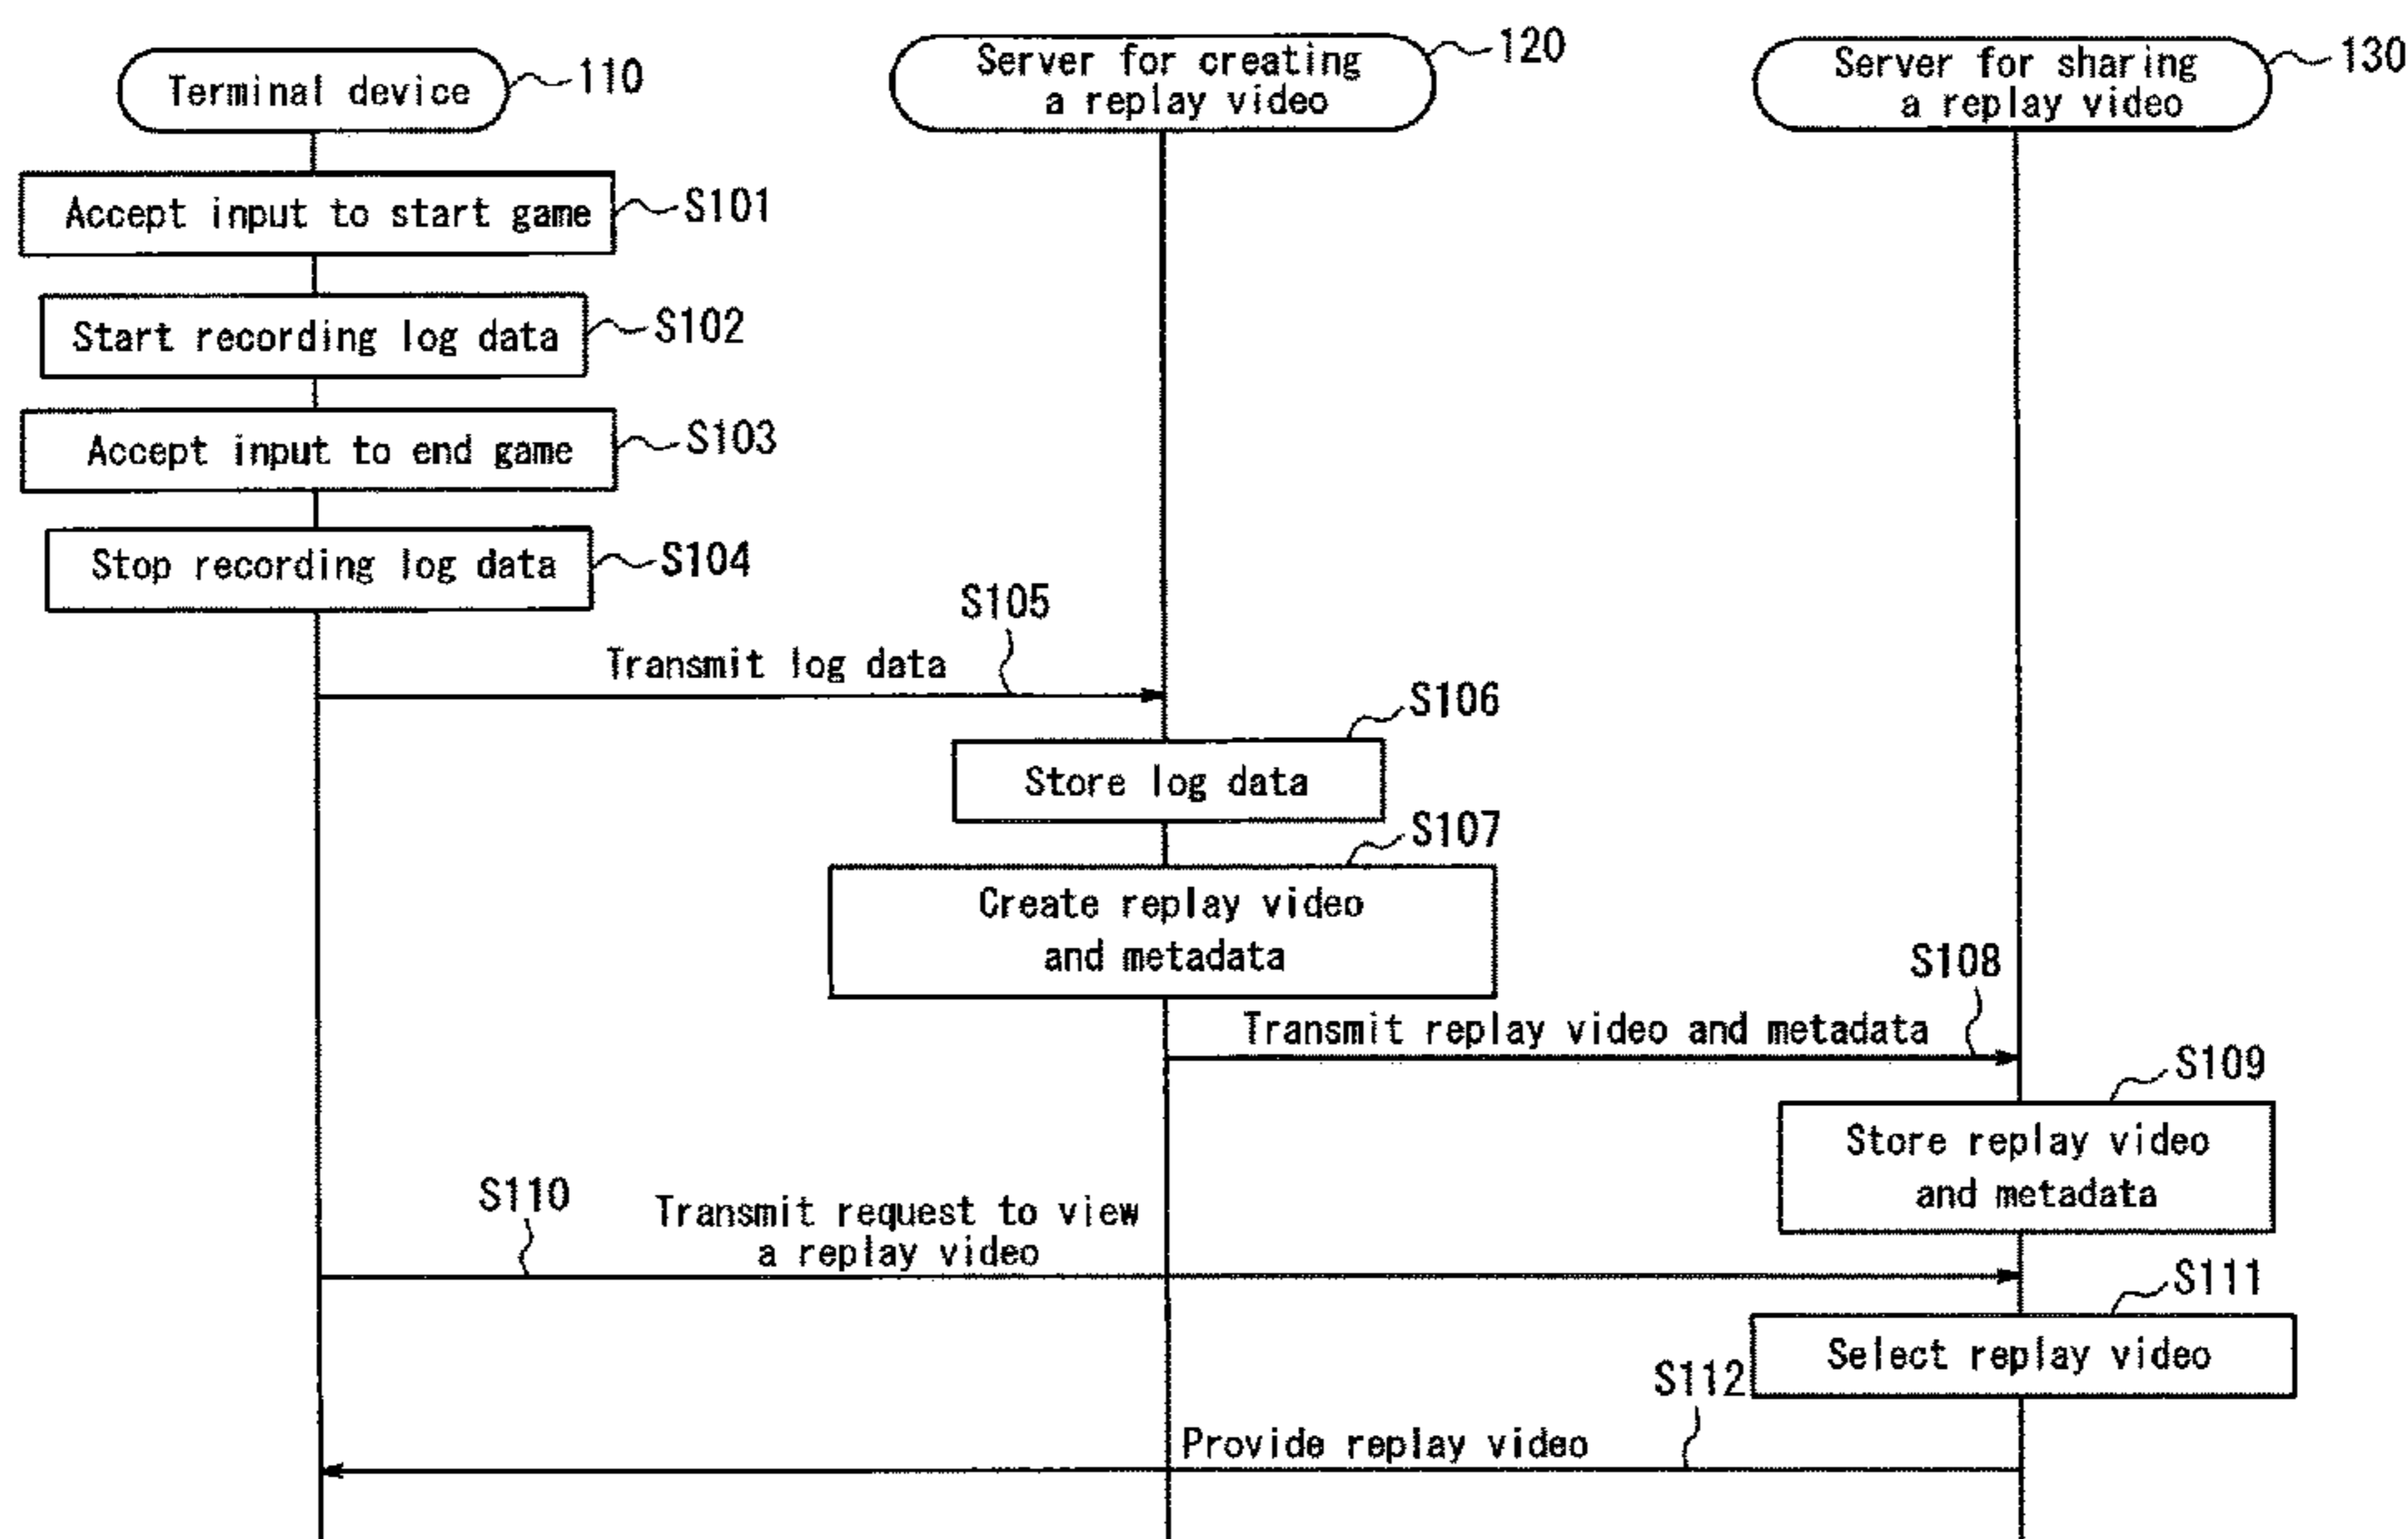 Terminal device
110
Server for creating
a replay video
120
Server for sharing
a replay video
130
Accept input to start game
S101
Start recording log data
S102
Accept input to end game
S103
Stop recording log data
S104
S105
Transmit log data
S106
Store log data
S107
Create replay video
and metadata
S108
Transmit replay video and metadata
S109
Store replay video
and metadata
S110
Transmit request to view
a replay video
S111
Select replay video
S112
Provide replay video